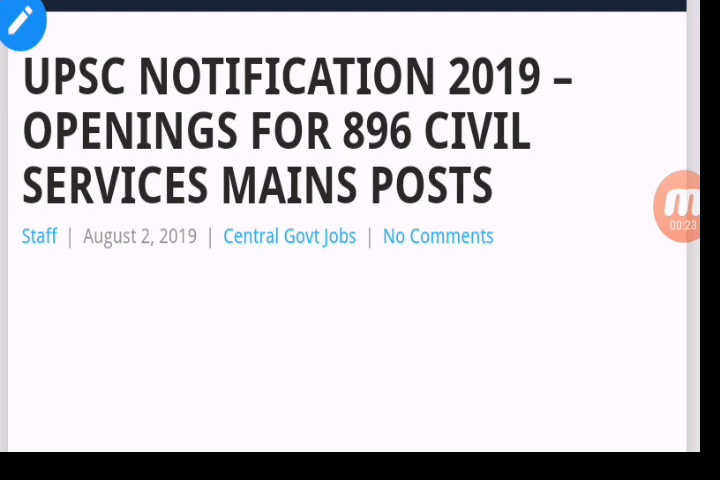 UPSC NOTIFICATION 2019 –
OPENINGS FOR 896 CIVIL
SERVICES MAINS POSTS
Staff | August 2, 2019 | Central Govt Jobs | No Comments
m
00:23